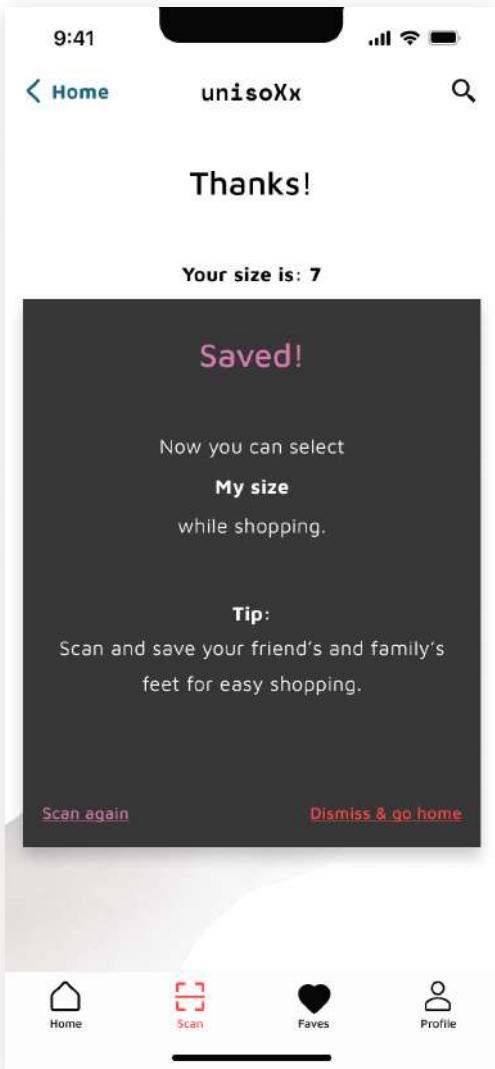 9:41
Home
unisoXx
Thanks!
Your size is: 7
Saved!
Now you can select
My size
while shopping.
Tip:
Scan and save your friend's and family's
feet for easy shopping.
Scan again
Dismiss & go home
Home
Scan
Faves
Profile